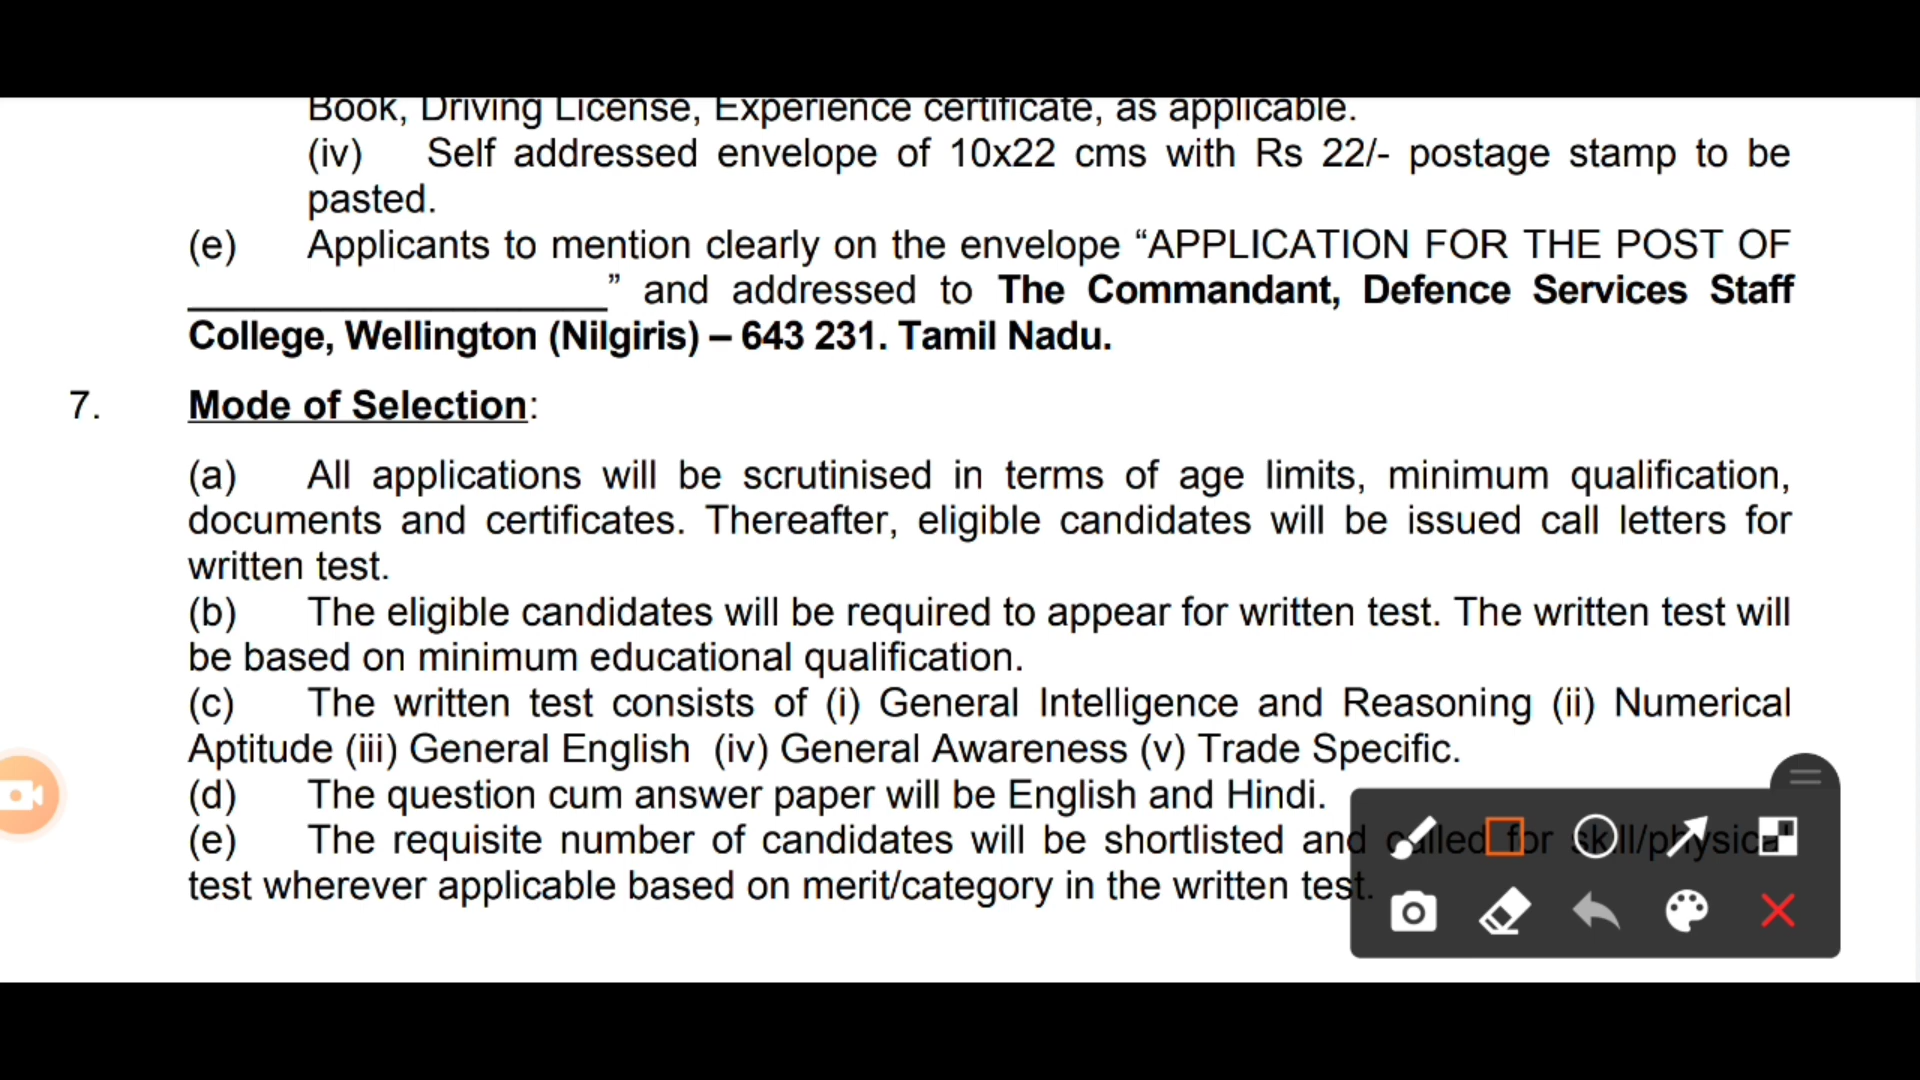 Book, Driving License, Experience certificate, as applicable.
(iv) Self addressed envelope of 10x22 cms with Rs 22/- postage stamp to be
pasted.
(e) Applicants to mention clearly on the envelope “APPLICATION FOR THE POST OF
____________________” and addressed to The Commandant, Defence Services Staff
College, Wellington (Nilgiris) – 643 231. Tamil Nadu.
7. Mode of Selection:
(a) All applications will be scrutinised in terms of age limits, minimum qualification,
documents and certificates. Thereafter, eligible candidates will be issued call letters for
written test.
(b) The eligible candidates will be required to appear for written test. The written test will
be based on minimum educational qualification.
(c) The written test consists of (i) General Intelligence and Reasoning (ii) Numerical
Aptitude (iii) General English (iv) General Awareness (v) Trade Specific.
(d) The question cum answer paper will be English and Hindi.
(e) The requisite number of candidates will be shortlisted and called for skill/physical
test wherever applicable based on merit/category in the written test.